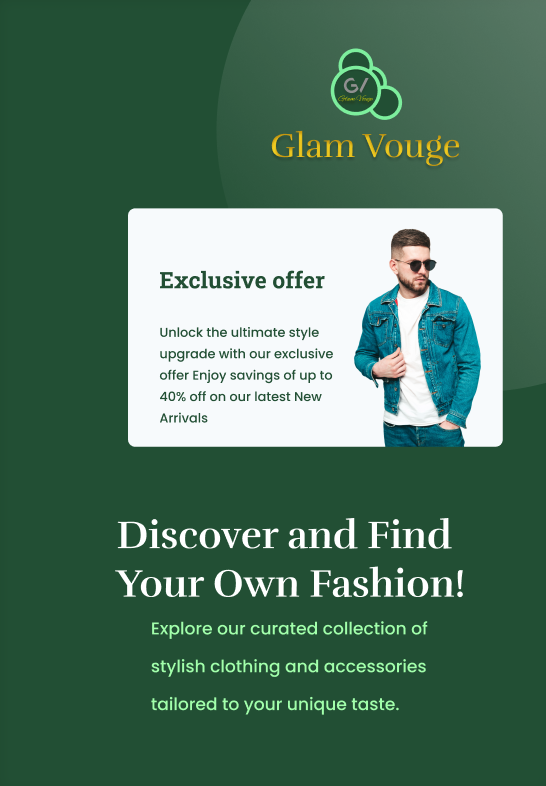 GV
Glam Vouge
Glam Vouge
Exclusive offer
Unlock the ultimate style
upgrade with our exclusive
offer Enjoy savings of up to
40% off on our latest New
Arrivals
Discover and Find
Your Own Fashion!
Explore our curated collection of
stylish clothing and accessories
tailored to your unique taste.